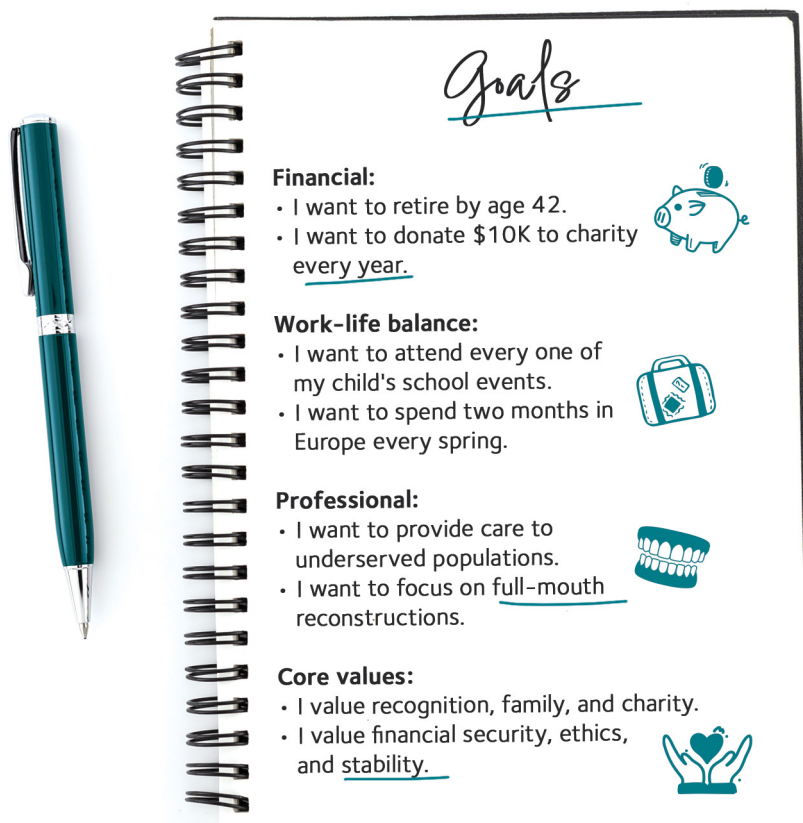 Goals
Financial:
• I want to retire by age 42.
• I want to donate $10K to charity
every year.
Work-life balance:
• I want to attend every one of
my child's school events.
• I want to spend two months in
Europe every spring.
Professional:
• I want to provide care to
underserved populations.
• I want to focus on full-mouth
reconstructions.
Core values:
• I value recognition, family, and charity.
• I value financial security, ethics,
and stability.